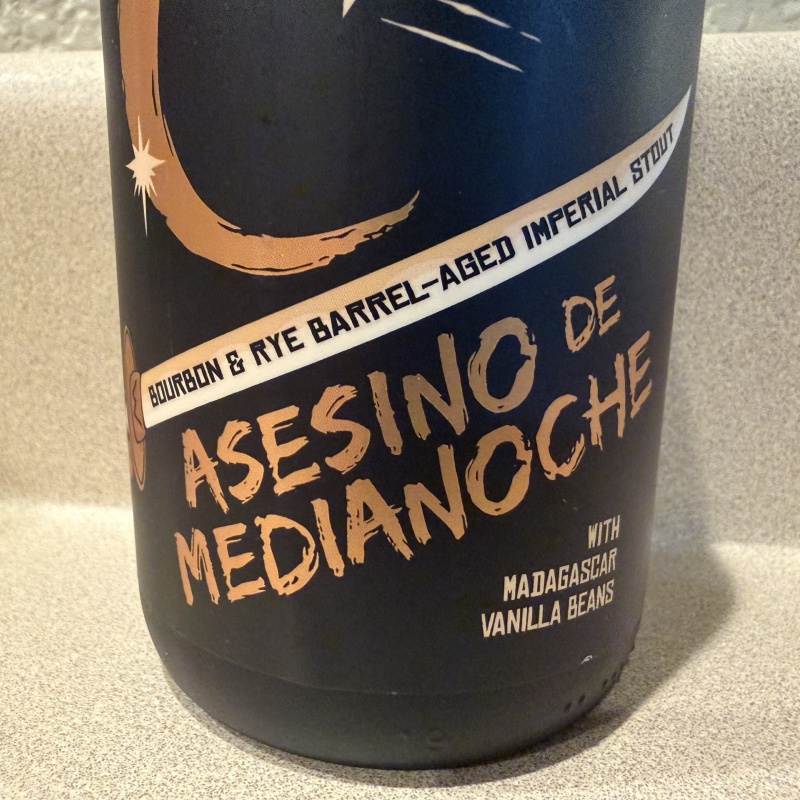 BOURBON & RYE BARREL-AGED IMPERIAL STOUT
ASESINO DE
MEDIANOCHE
WITH
MADAGASCAR
VANILLA BEANS